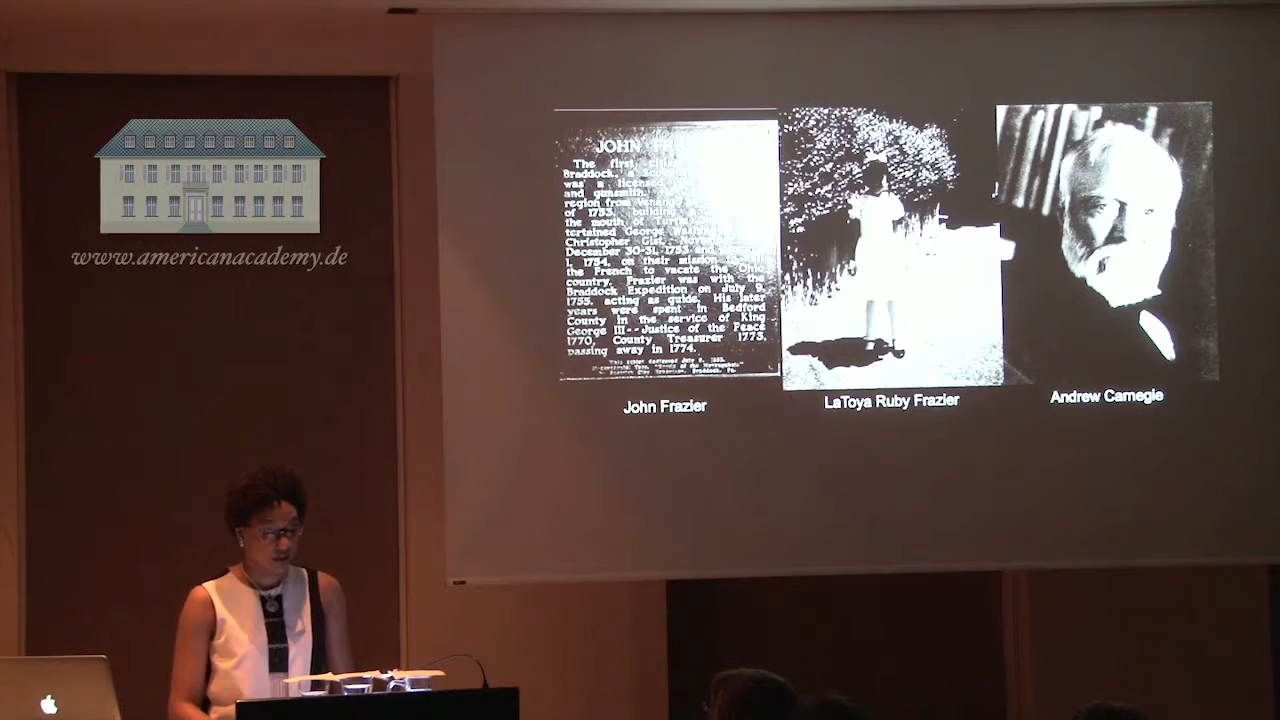 www.americanacademy.de
JOHN
The first
Braddock, a
was a licensed
and gunsmith.
region from
of 1753, building
the mouth of
tertained George
Christopher Gist,
December 30-31, 1753 and
1, 1754, on their mission to
the French to vacate the Ohio
country. Frazier was with the
Braddock Expedition on July 9,
1755, acting as guide. His later
years were spent in Bedford
County in the service of King
George III--Justice of the Peace
1770, County Treasurer 1773,
passing away in 1774.
John Frazier
LaToya Ruby Frazier
Andrew Carnegie